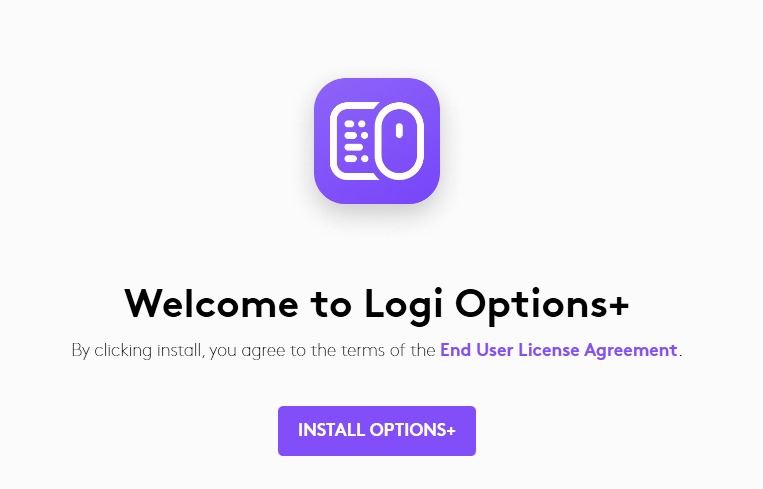 Welcome to Logi Options+
By clicking install, you agree to the terms of the End User License Agreement.
INSTALL OPTIONS+